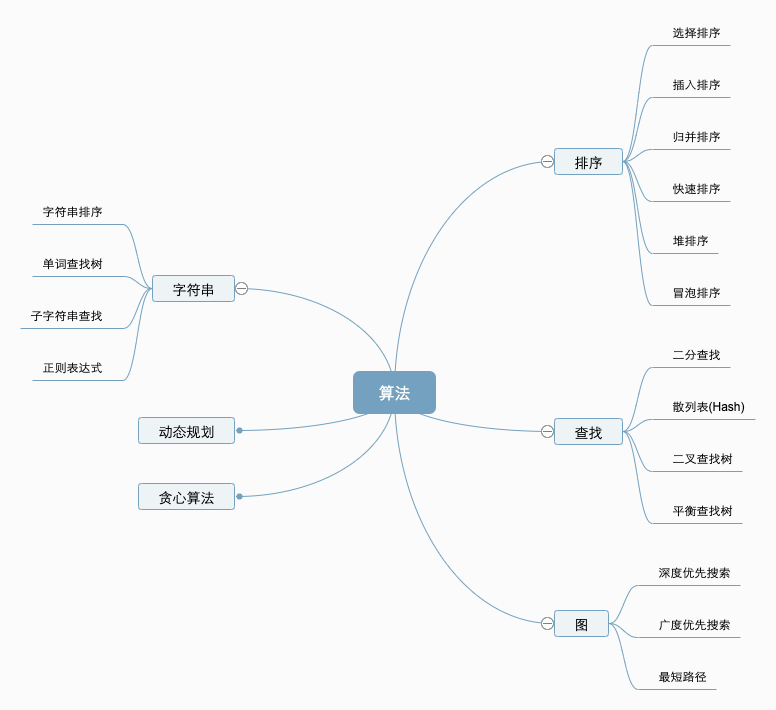 算法
排序
选择排序
插入排序
归并排序
快速排序
堆排序
冒泡排序
查找
二分查找
散列表(Hash)
二叉查找树
平衡查找树
图
深度优先搜索
广度优先搜索
最短路径
字符串
字符串排序
单词查找树
子字符串查找
正则表达式
动态规划
贪心算法